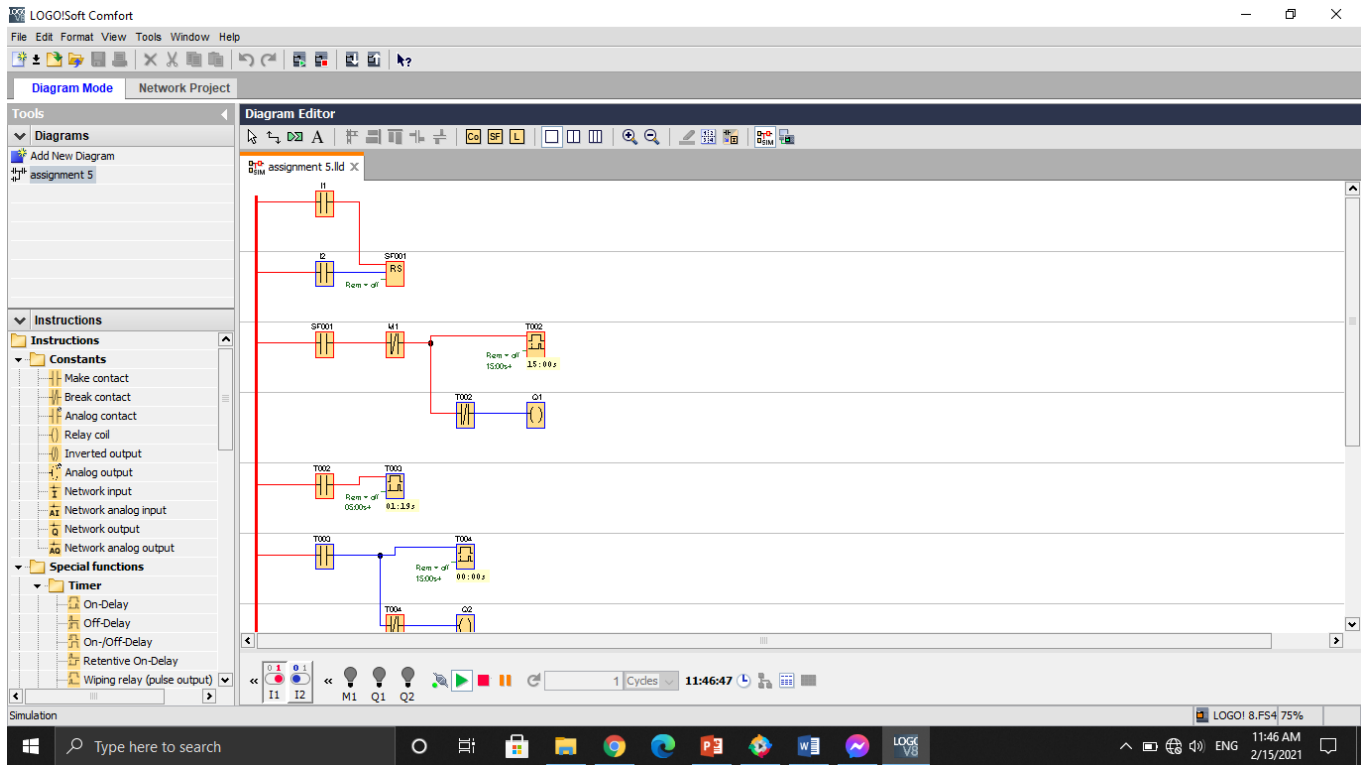 LOGO!Soft Comfort
File Edit Format View Tools Window Help
Diagram Mode Network Project
Tools
Diagrams
Add New Diagram
assignment 5
Instructions
Instructions
Constants
Make contact
Break contact
Analog contact
Relay coil
Inverted output
Analog output
Network input
Network analog input
Network output
Network analog output
Special functions
Timer
On-Delay
Off-Delay
On-/Off-Delay
Retentive On-Delay
Wiping relay (pulse output)
Diagram Editor
A Co SF L
assignment 5.lld
I1
I2 SF001
RS
Rem = off
SF001 M1 T002
Rem = off
15:00s+ 15:00s
T002 Q1
T002 T003
Rem = off
05:00s+ 01:19s
T003 T004
Rem = off
15:00s+ 00:00s
T004 Q2
« 0 1 0 1 «
I1 I2 M1 Q1 Q2
1 Cycles 11:46:47
Simulation LOGO! 8.FS4 75%
Type here to search
ENG
11:46 AM
2/15/2021